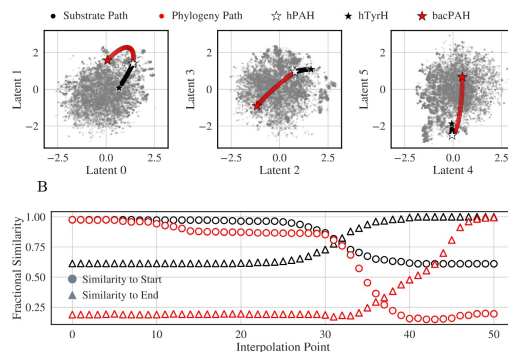 Substrate Path Phylogeny Path hPAH hTyrH bacPAH
Latent 1
2
0
−2
−2.5 0.0 2.5
Latent 0
Latent 3
4
2
0
−2
−2.5 0.0 2.5
Latent 2
Latent 5
2
0
−2
−2.5 0.0 2.5
Latent 4
B
Fractional Similarity
1.00
0.75
0.50
0.25
Similarity to Start
Similarity to End
0 10 20 30 40 50
Interpolation Point